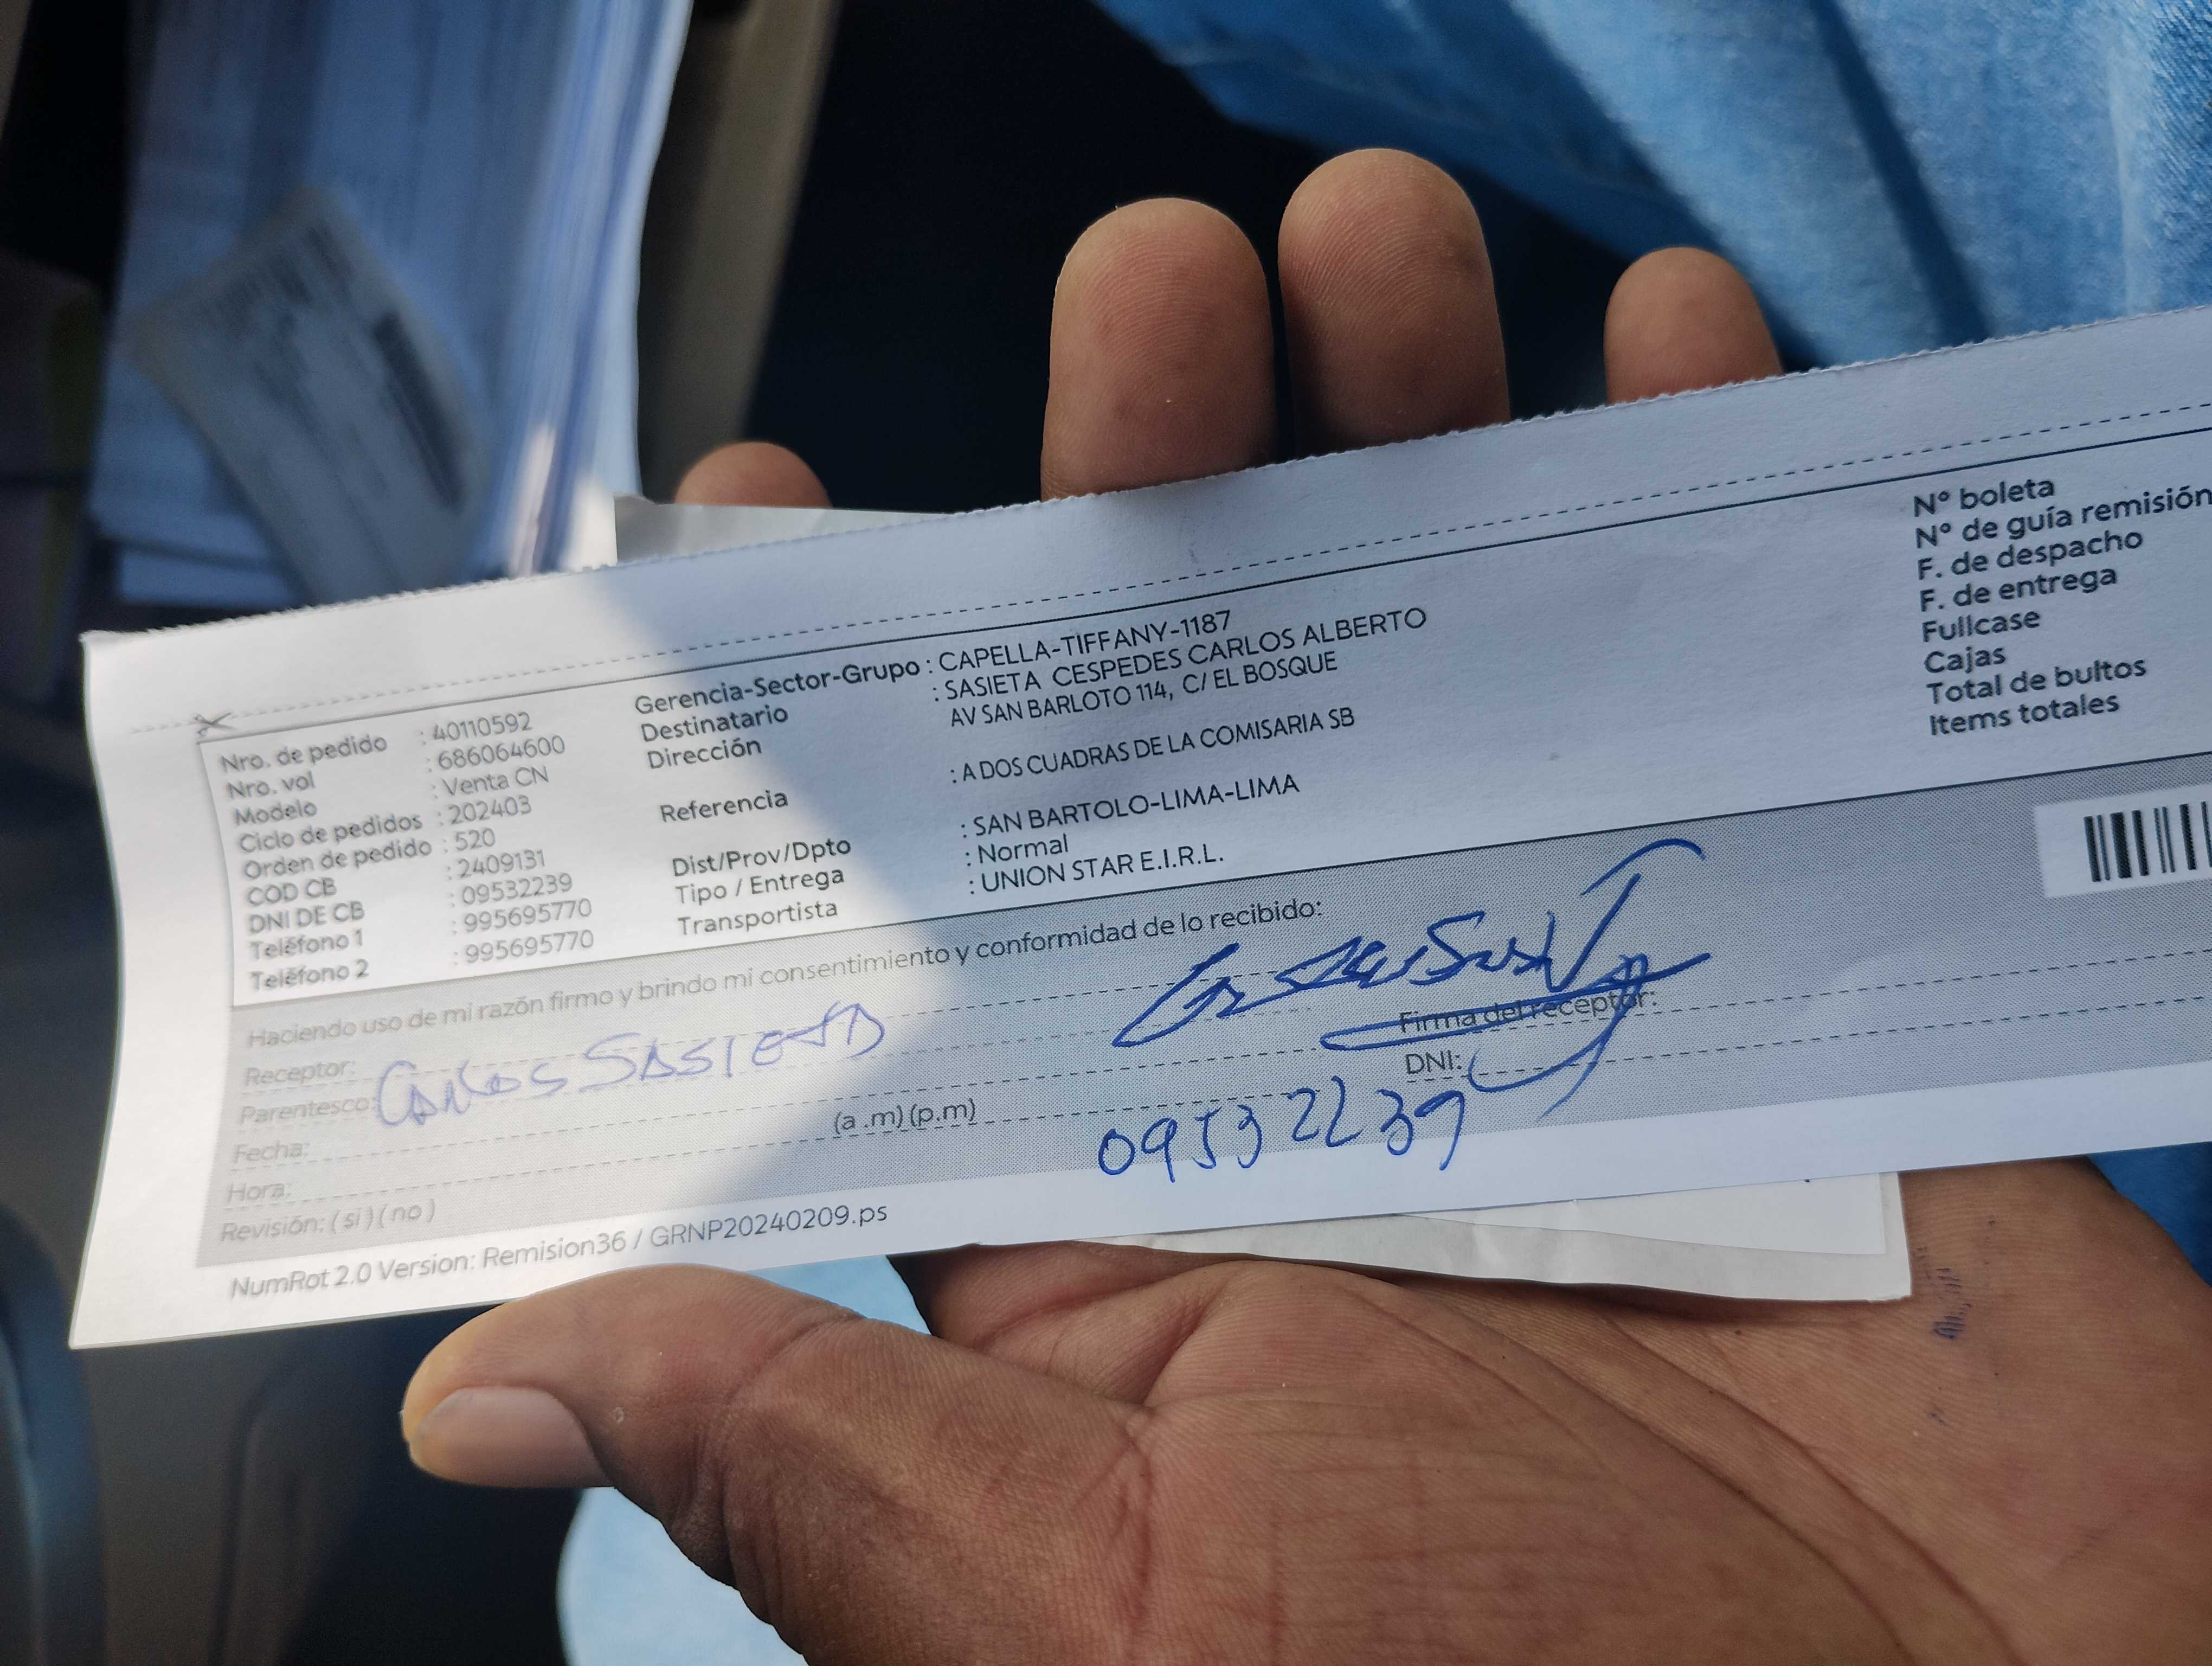 Nro. de pedido : 40110592
Nro. vol : 686064600
Modelo : Venta CN
Ciclo de pedidos : 202403
Orden de pedido : 520
COD CB : 2409131
DNI DE CB : 09532239
Teléfono 1 : 995695770
Teléfono 2 : 995695770
Gerencia-Sector-Grupo : CAPELLA-TIFFANY-1187
Destinatario : SASIETA CESPEDES CARLOS ALBERTO
Dirección AV SAN BARLOTO 114, C/ EL BOSQUE
Referencia : A DOS CUADRAS DE LA COMISARIA SB
Dist/Prov/Dpto : SAN BARTOLO-LIMA-LIMA
Tipo / Entrega : Normal
Transportista : UNION STAR E.I.R.L.
N° boleta
N° de guía remisión
F. de despacho
F. de entrega
Fullcase
Cajas
Total de bultos
Items totales
Haciendo uso de mi razón firmo y brindo mi consentimiento y conformidad de lo recibido:
Receptor: Carlos SASIETA
Parentesco:
Fecha:
Hora: (a .m) (p.m)
Revisión: ( si ) ( no )
Firma del receptor:
DNI:
09532239
NumRot 2.0 Version: Remision36 / GRNP20240209.ps